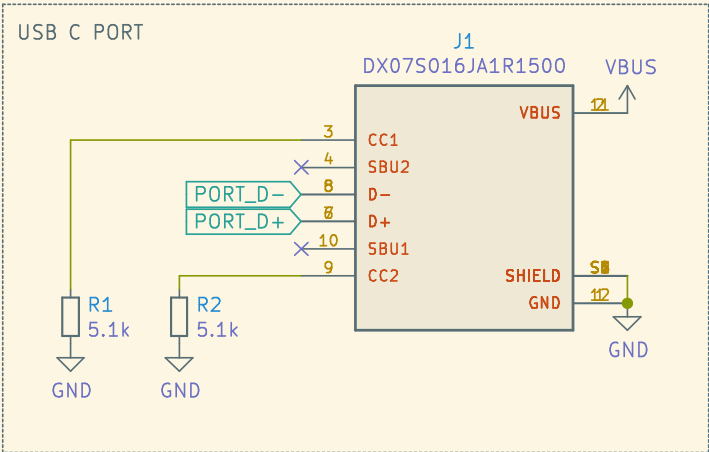 USB C PORT
J1
DX07S016JA1R1500
VBUS
VBUS
3
CC1
4
SBU2
PORT_D-
8
D-
PORT_D+
D+
10
SBU1
9
CC2
SHIELD
GND
R1
5.1k
R2
5.1k
GND
GND
GND